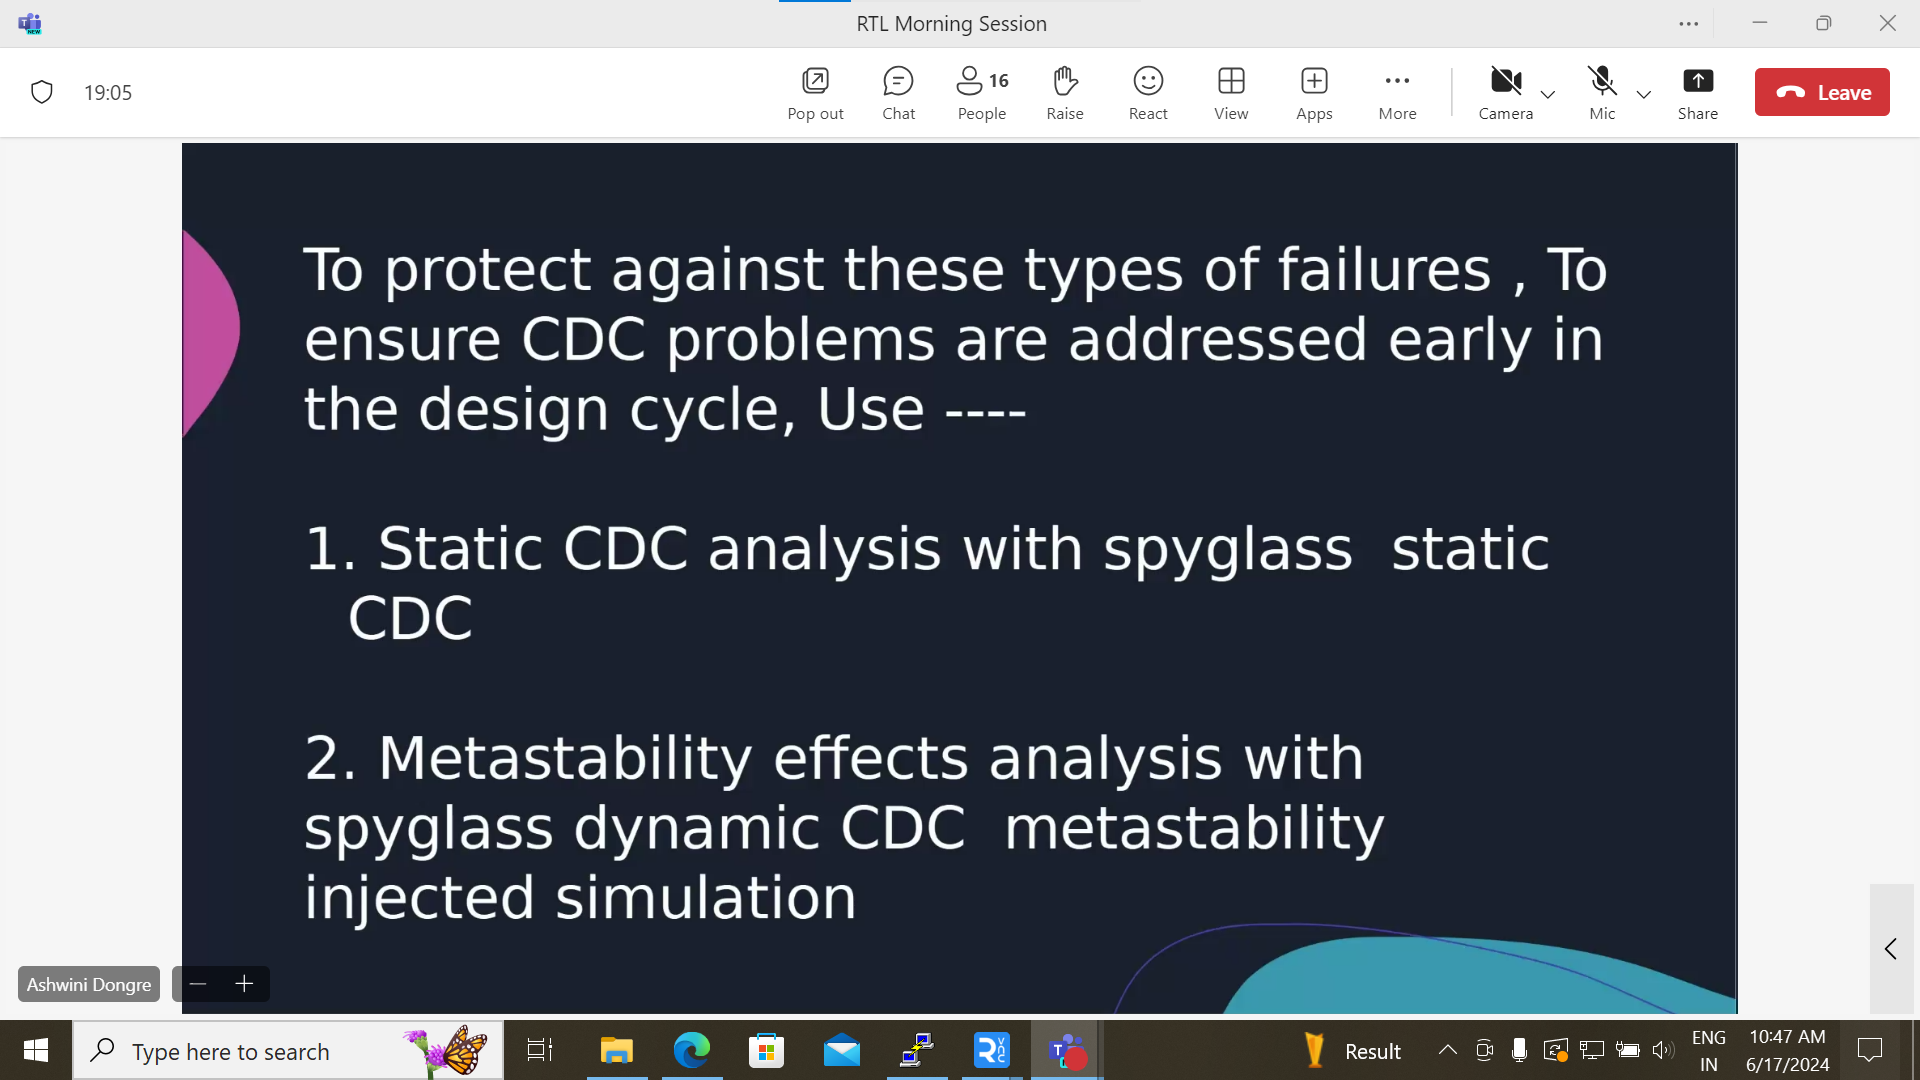 RTL Morning Session
19:05
Pop out
Chat
16
People
Raise
React
View
Apps
More
Camera
Mic
Share
Leave
To protect against these types of failures , To
ensure CDC problems are addressed early in
the design cycle, Use ----
1. Static CDC analysis with spyglass  static
CDC
2. Metastability effects analysis with
spyglass dynamic CDC  metastability
injected simulation
Ashwini Dongre
Type here to search
Result
ENG
IN
10:47 AM
6/17/2024